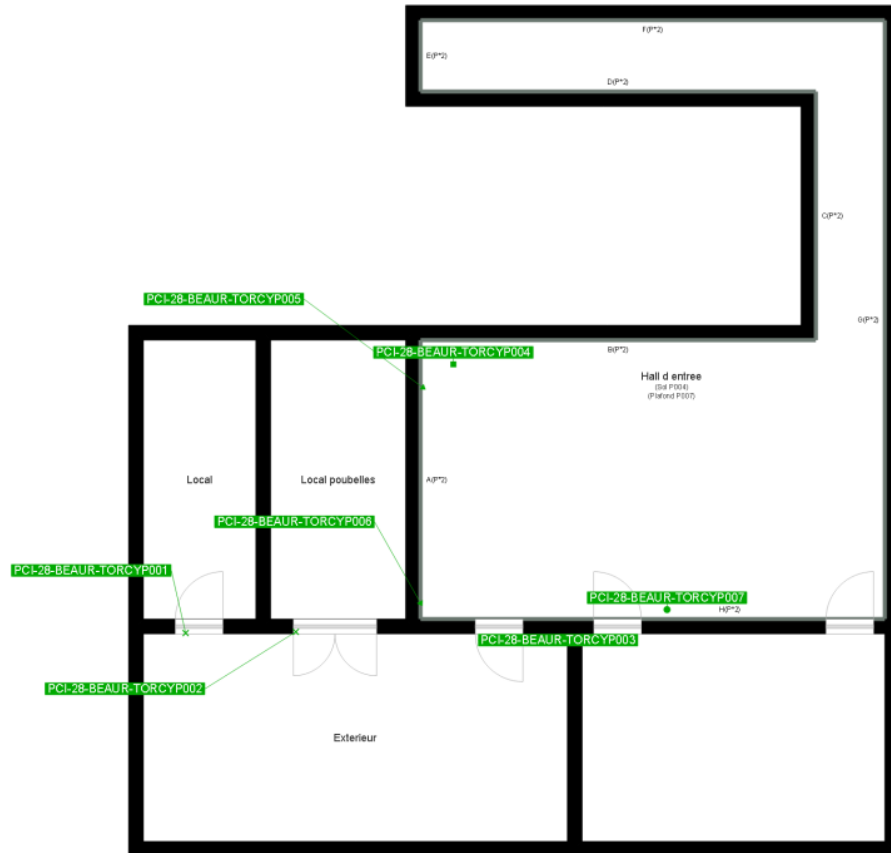 F(P*2)
E(P*2)
D(P*2)
C(P*2)
PCI-28-BEAUR-TORCYP005
G(P*2)
PCI-28-BEAUR-TORCYP004
B(P*2)
Hall d entree
(Sol P004)
(Plafond P007)
Local
Local poubelles
A(P*2)
PCI-28-BEAUR-TORCYP006
PCI-28-BEAUR-TORCYP001
PCI-28-BEAUR-TORCYP007
H(P*2)
PCI-28-BEAUR-TORCYP003
PCI-28-BEAUR-TORCYP002
Exterieur